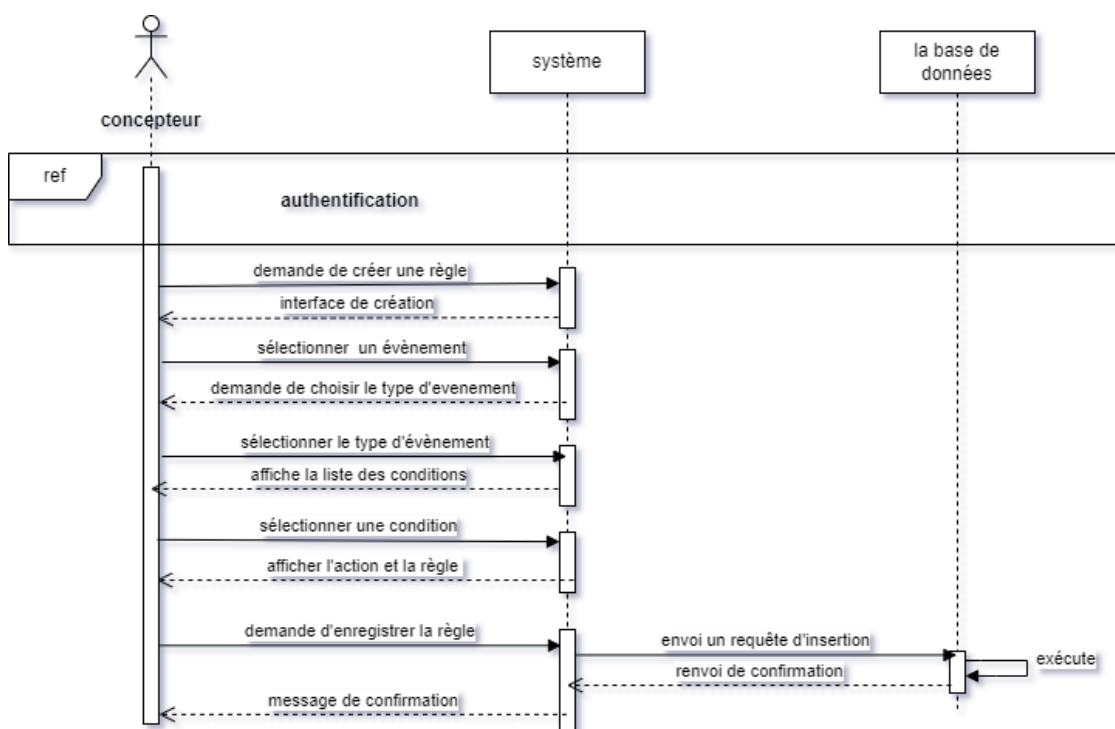 système
la base de
données
concepteur
ref
authentification
demande de créer une règle
interface de création
sélectionner un évènement
demande de choisir le type d'evenement
sélectionner le type d'évènement
affiche la liste des conditions
sélectionner une condition
afficher l'action et la règle
demande d'enregistrer la règle
envoi un requête d'insertion
exécute
renvoi de confirmation
message de confirmation